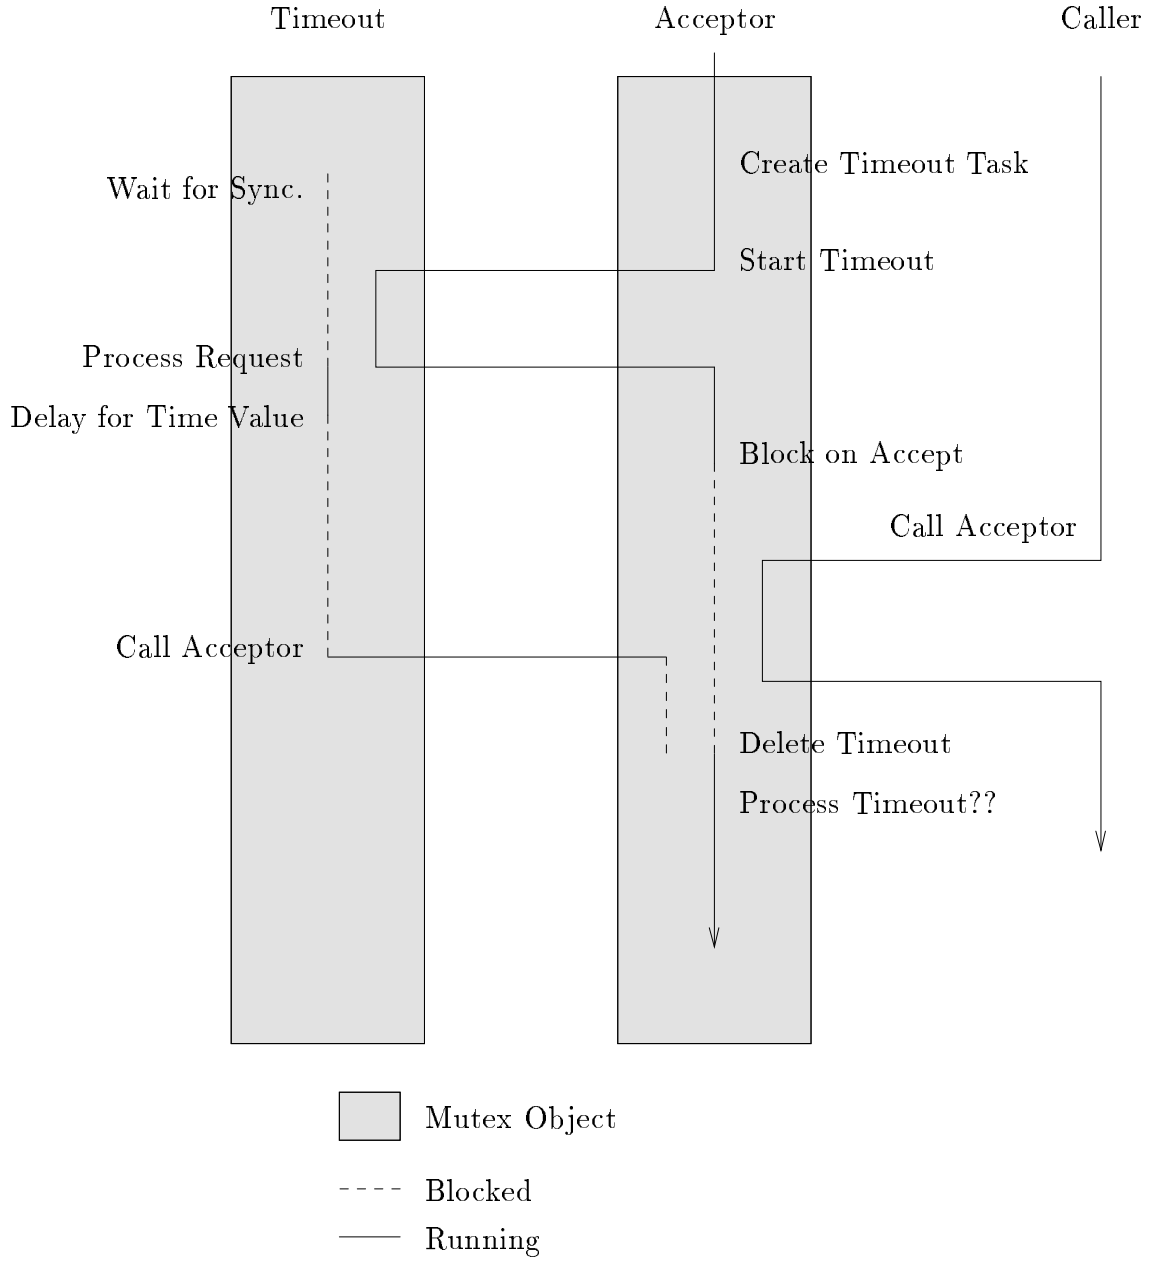 Timeout
Acceptor
Caller
Create Timeout Task
Wait for Sync.
Start Timeout
Process Request
Delay for Time Value
Block on Accept
Call Acceptor
Call Acceptor
Delete Timeout
Process Timeout??
Mutex Object
Blocked
Running